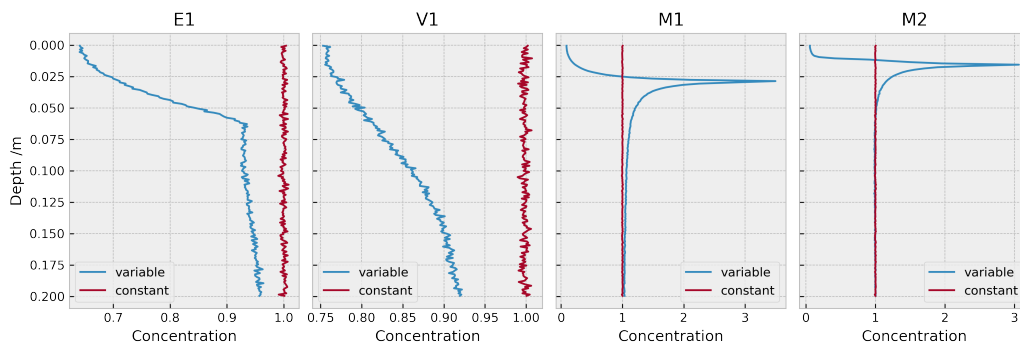 E1
V1
M1
M2
Depth /m
0.000
0.025
0.050
0.075
0.100
0.125
0.150
0.175
0.200
variable
constant
0.7
0.8
0.9
1.0
Concentration
variable
constant
0.75
0.80
0.85
0.90
0.95
1.00
Concentration
variable
constant
0
1
2
3
Concentration
variable
constant
0
1
2
3
Concentration